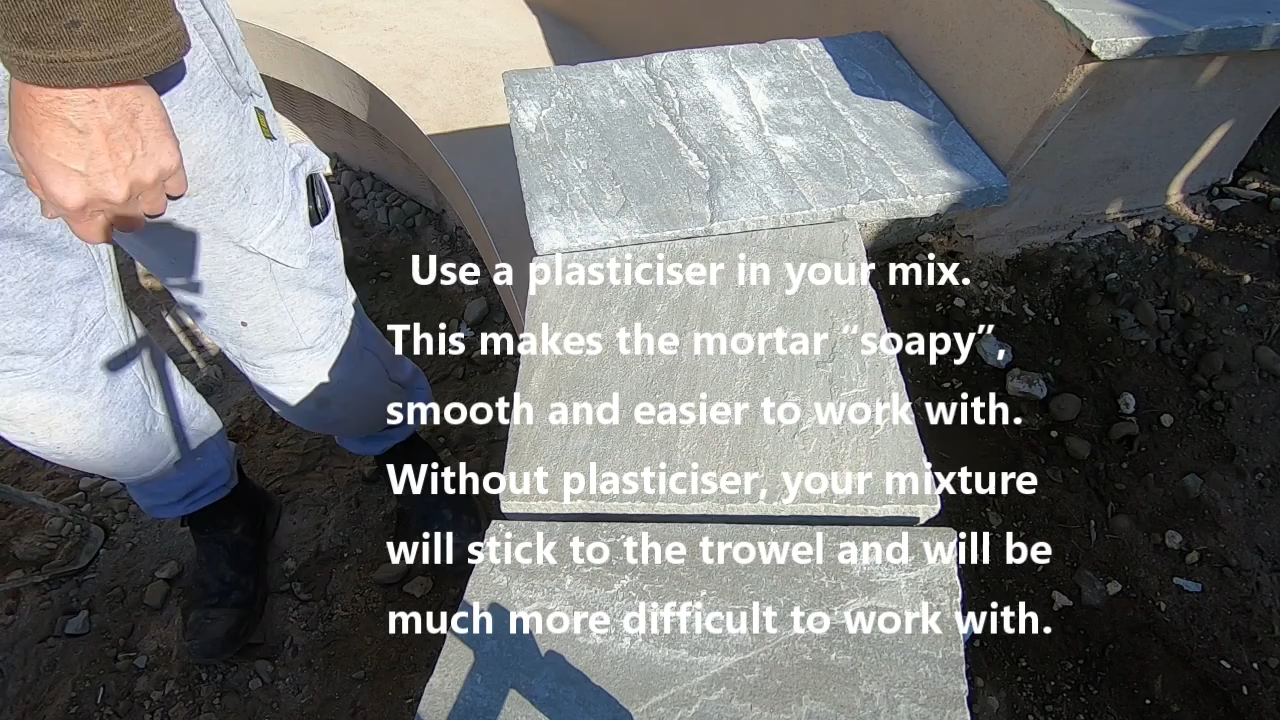 Use a plasticiser in your mix.
This makes the mortar “soapy”,
smooth and easier to work with.
Without plasticiser, your mixture
will stick to the trowel and will be
much more difficult to work with.